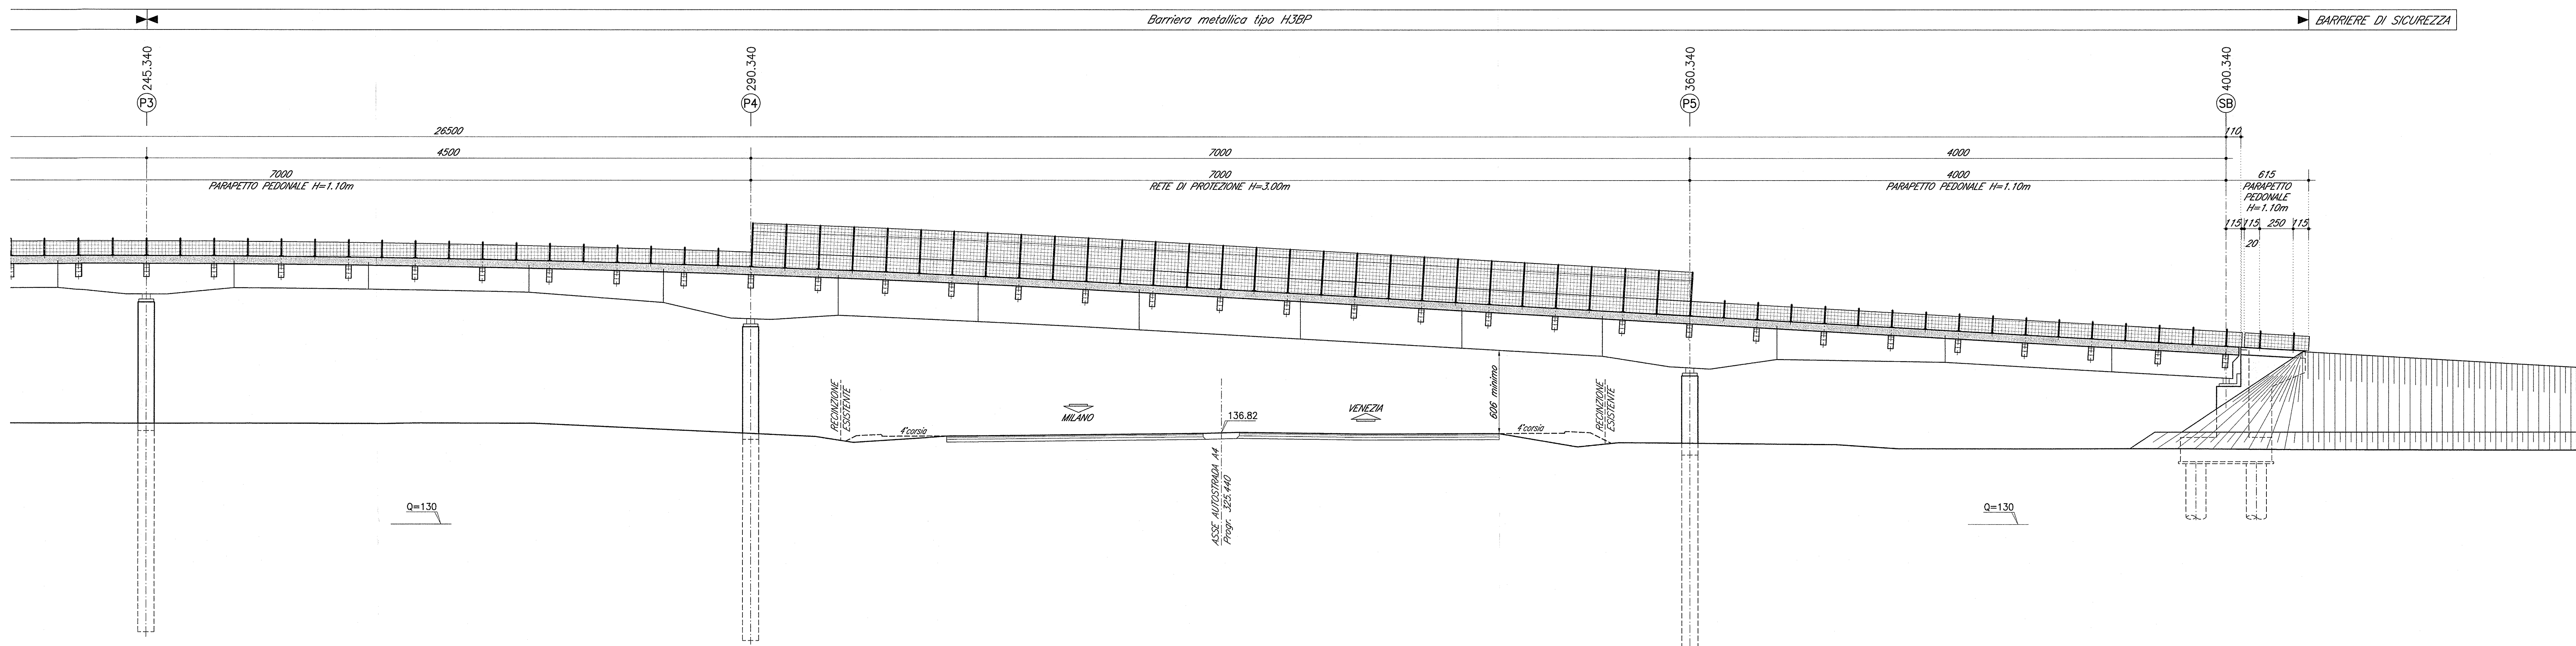 Barriera metallica tipo H3BP
BARRIERE DI SICUREZZA
245.340
P3
290.340
P4
360.340
P5
400.340
SB
26500
110
4500
7000
4000
7000
PARAPETTO PEDONALE H=1.10m
7000
RETE DI PROTEZIONE H=3.00m
4000
PARAPETTO PEDONALE H=1.10m
615
PARAPETTO
PEDONALE
H=1.10m
115
115
250
115
20
RECINZIONE
ESISTENTE
4°corsia
MILANO
136.82
VENEZIA
606 minimo
4°corsia
RECINZIONE
ESISTENTE
ASSE AUTOSTRADA A4
Progr. 325.440
Q=130
Q=130